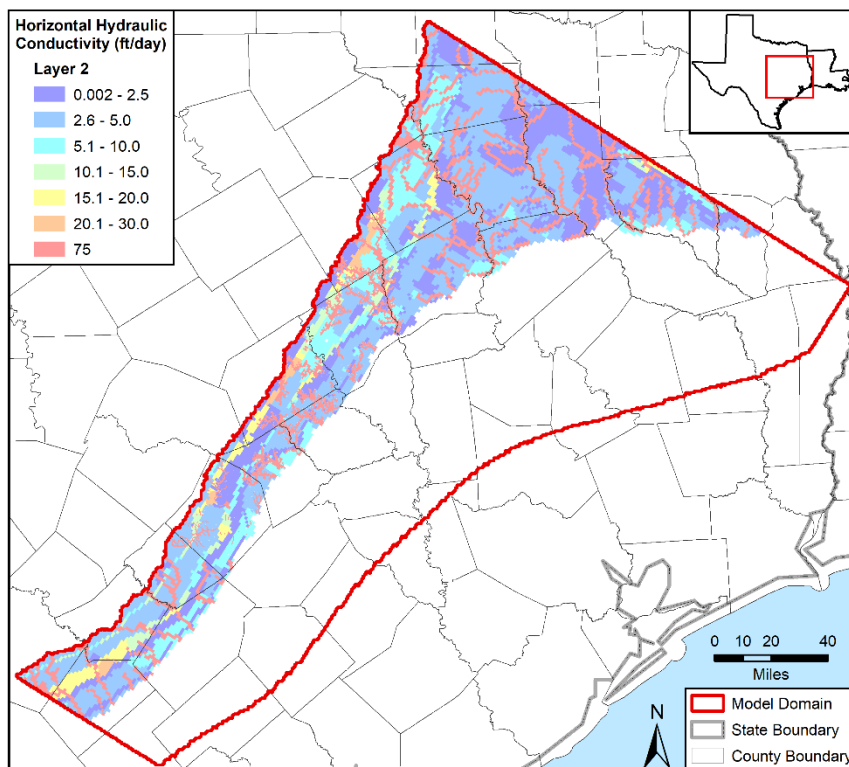 Horizontal Hydraulic
Conductivity (ft/day)
Layer 2
0.002 - 2.5
2.6 - 5.0
5.1 - 10.0
10.1 - 15.0
15.1 - 20.0
20.1 - 30.0
75
0 10 20 40
Miles
N
Model Domain
State Boundary
County Boundary